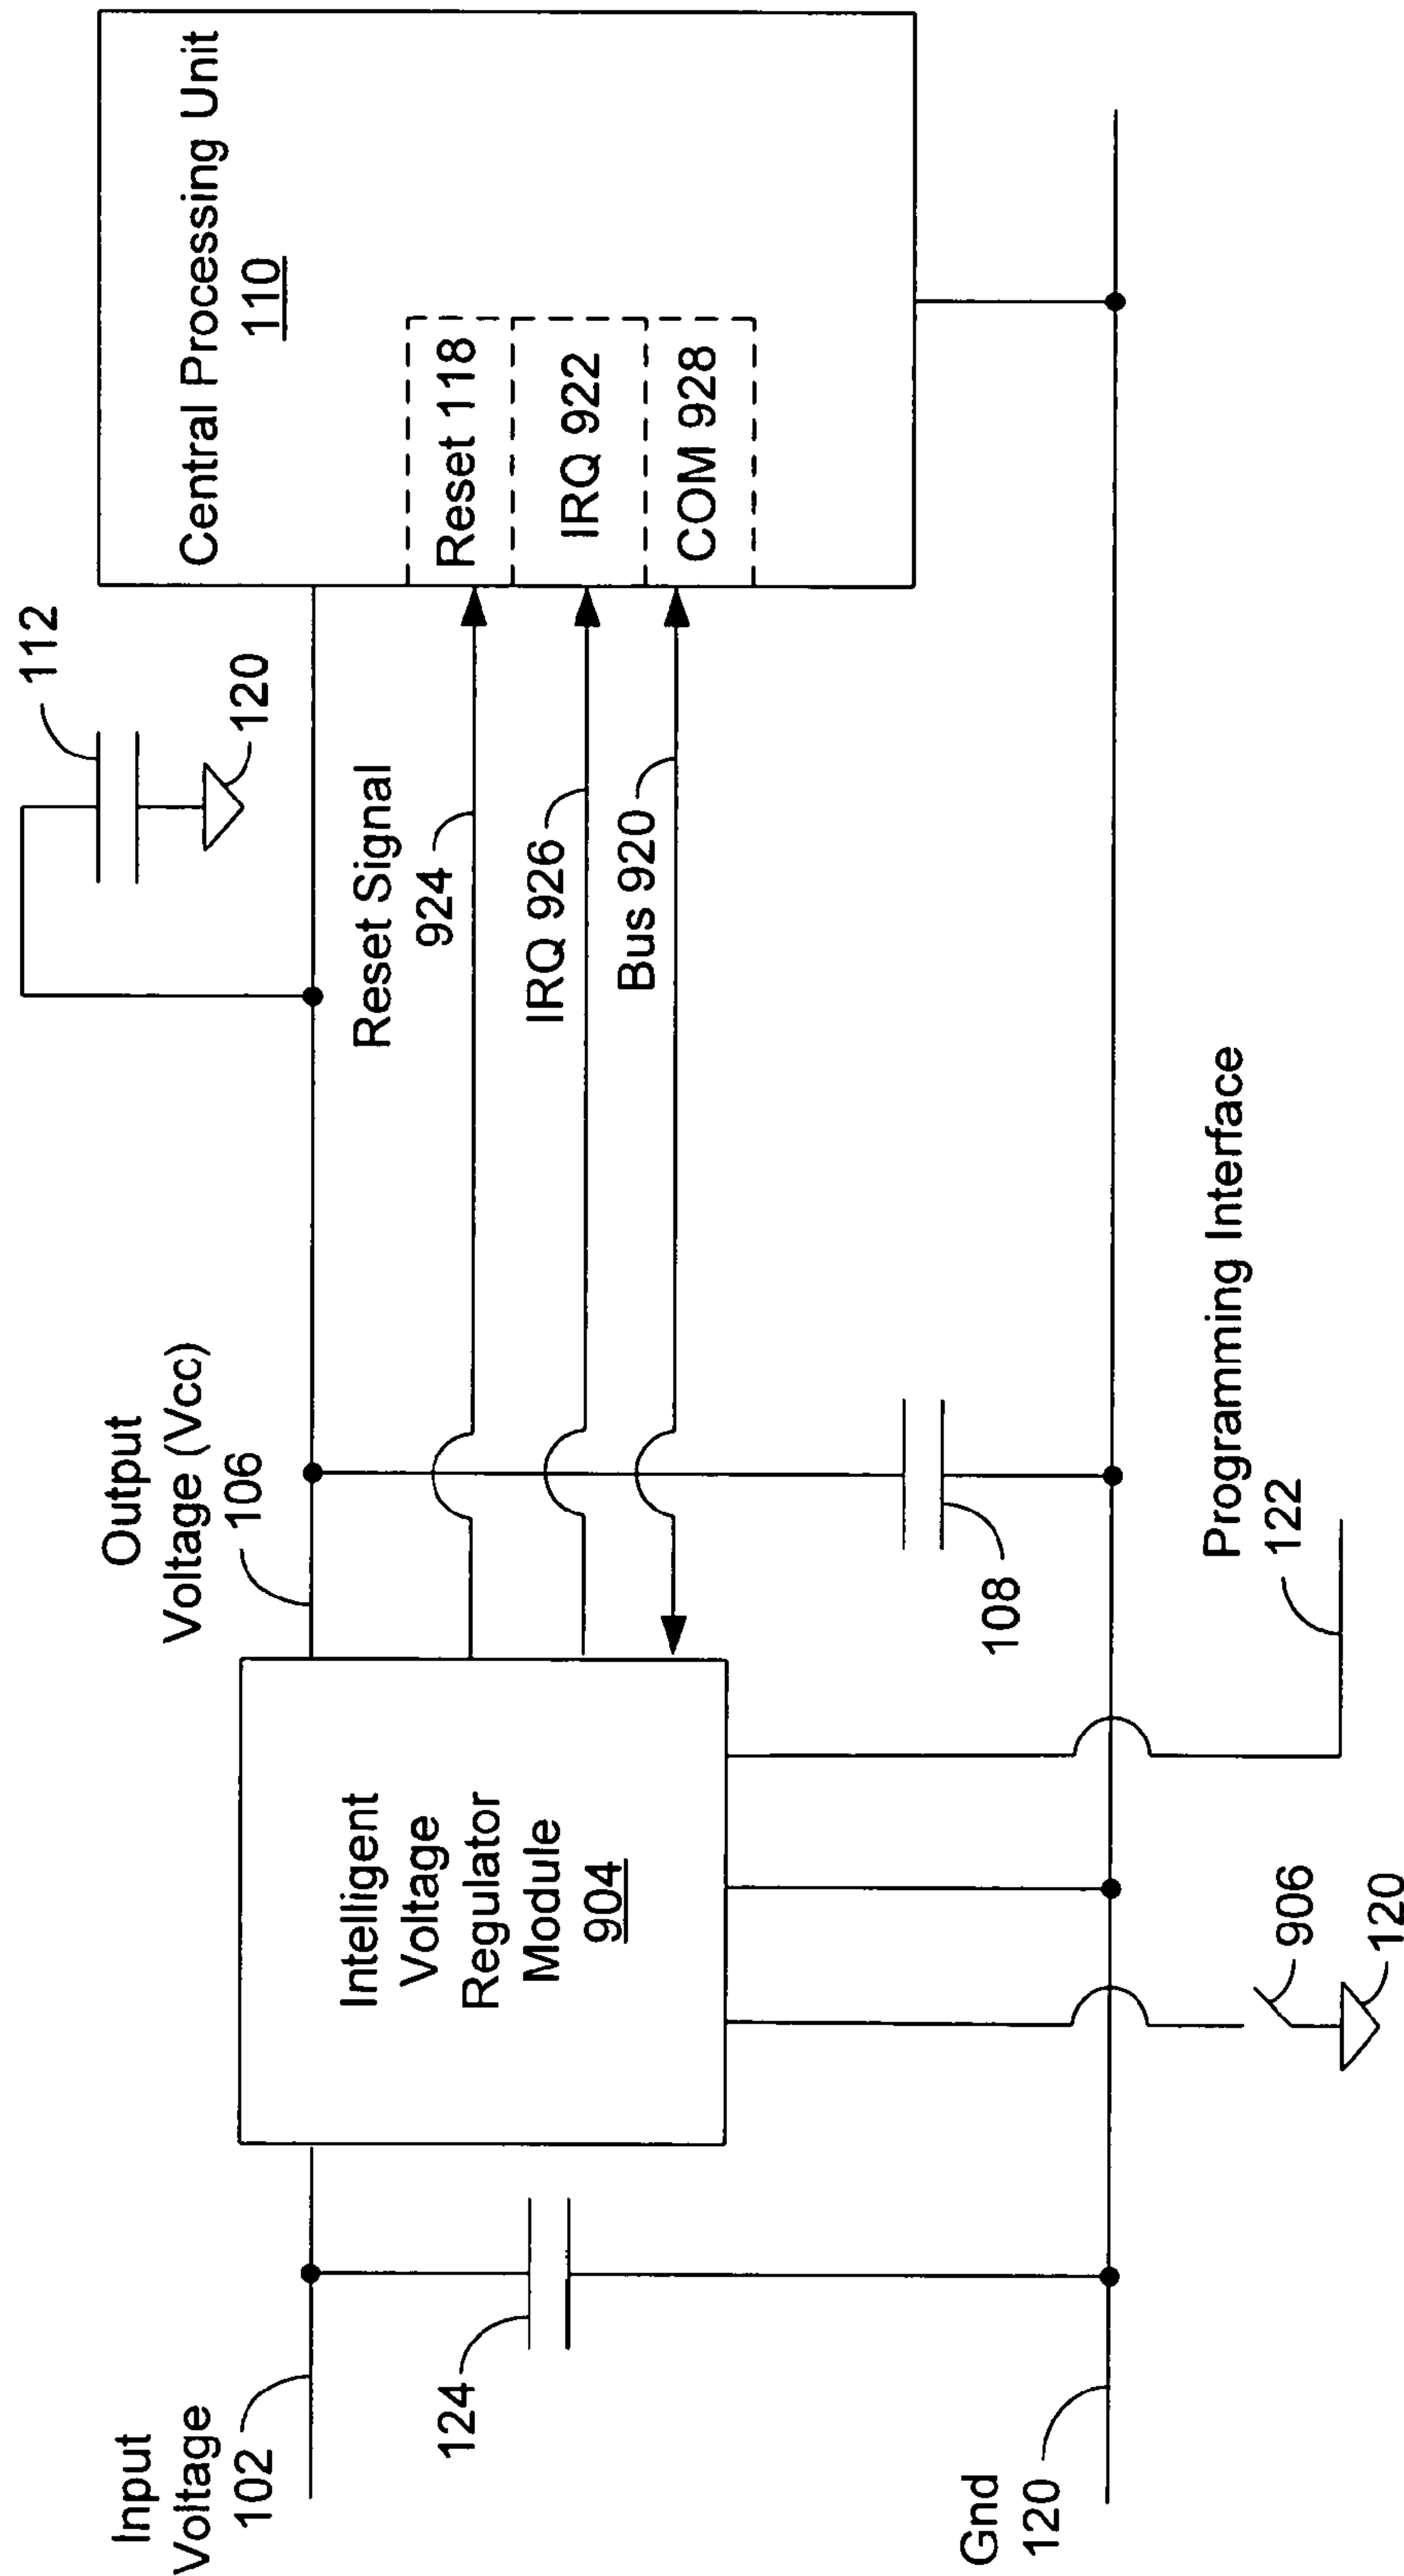 Input
Voltage
102
124
Gnd
120
Intelligent
Voltage
Regulator
Module
904
906
120
Output
Voltage (Vcc)
106
108
Programming Interface
122
Reset Signal
924
IRQ 926
Bus 920
112
120
Central Processing Unit
110
Reset 118
IRQ 922
COM 928